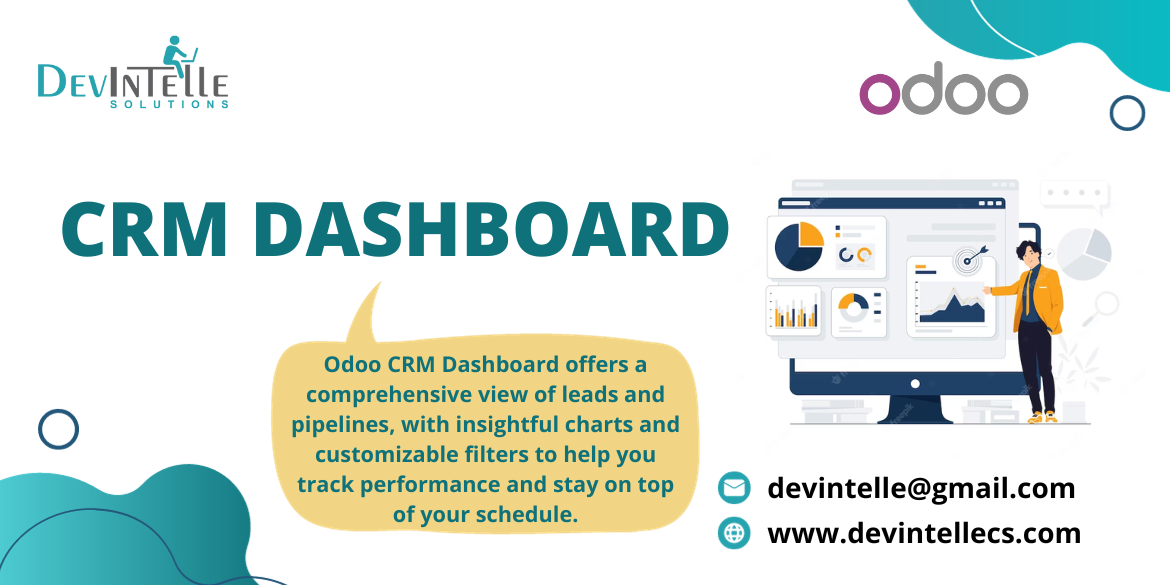 DEVINTELLE
SOLUTIONS
odoo
CRM DASHBOARD
Odoo CRM Dashboard offers a
comprehensive view of leads and
pipelines, with insightful charts and
customizable filters to help you
track performance and stay on top
of your schedule.
devintelle@gmail.com
www.devintellecs.com